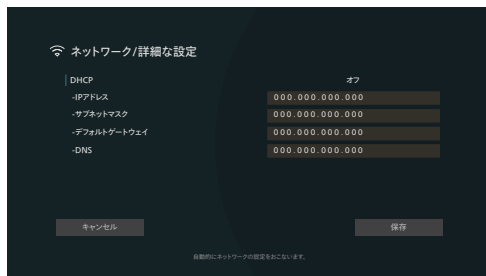 ネットワーク/詳細な設定
DHCP オフ
-IPアドレス 000.000.000.000
-サブネットマスク 000.000.000.000
-デフォルトゲートウェイ 000.000.000.000
-DNS 000.000.000.000
キャンセル 保存
自動的にネットワークの設定をおこないます。